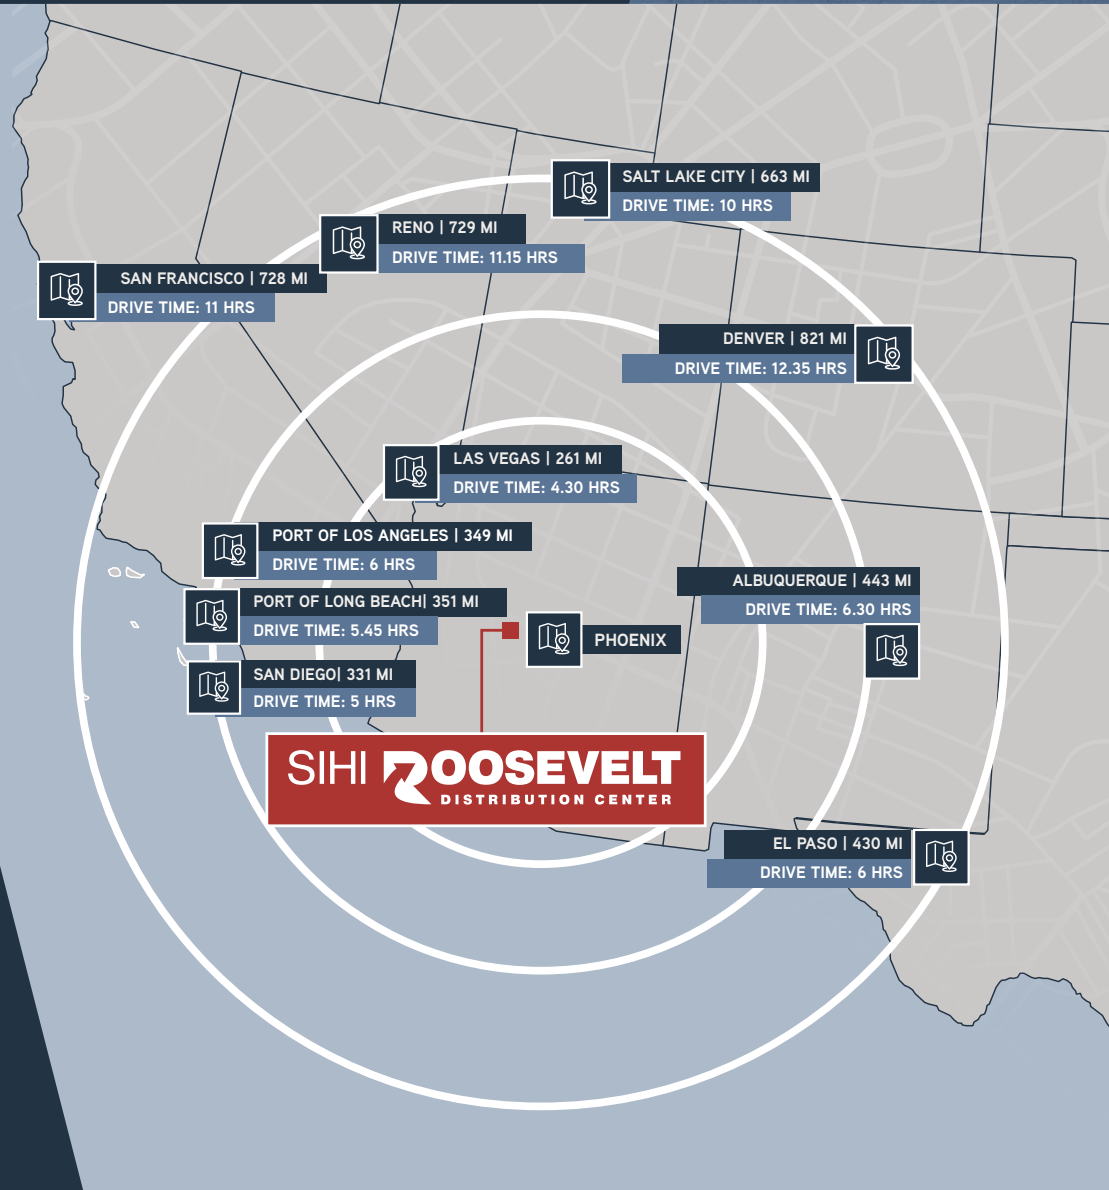 SALT LAKE CITY | 663 MI
DRIVE TIME: 10 HRS
RENO | 729 MI
DRIVE TIME: 11.15 HRS
SAN FRANCISCO | 728 MI
DRIVE TIME: 11 HRS
DENVER | 821 MI
DRIVE TIME: 12.35 HRS
LAS VEGAS | 261 MI
DRIVE TIME: 4.30 HRS
PORT OF LOS ANGELES | 349 MI
DRIVE TIME: 6 HRS
ALBUQUERQUE | 443 MI
DRIVE TIME: 6.30 HRS
PORT OF LONG BEACH| 351 MI
DRIVE TIME: 5.45 HRS
PHOENIX
SAN DIEGO| 331 MI
DRIVE TIME: 5 HRS
SIHI ROOSEVELT
DISTRIBUTION CENTER
EL PASO | 430 MI
DRIVE TIME: 6 HRS